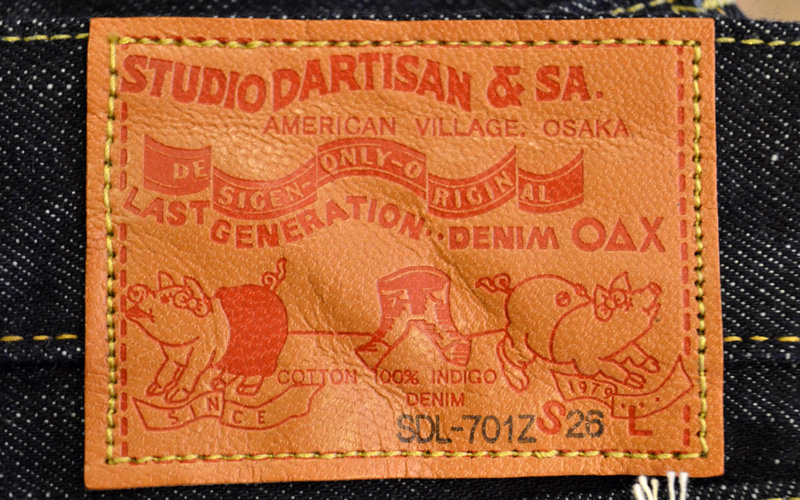 STUDIO DARTISAN & SA.
AMERICAN VILLAGE. OSAKA
DE SIGEN- ONLY-O RIGIN AL
LAST GENERATION··DENIM O△X
COTTON 100% INDIGO
DENIM
SINCE 1979
SDL-701Z S 26 L